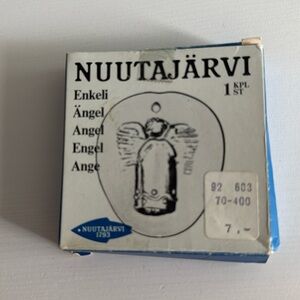 NUUTAJÄRVI
Enkeli
1 KPL
ST
Ängel
Angel
Engel
Ange
92 603
70-400
7,-
NUUTAJÄRVI
1793